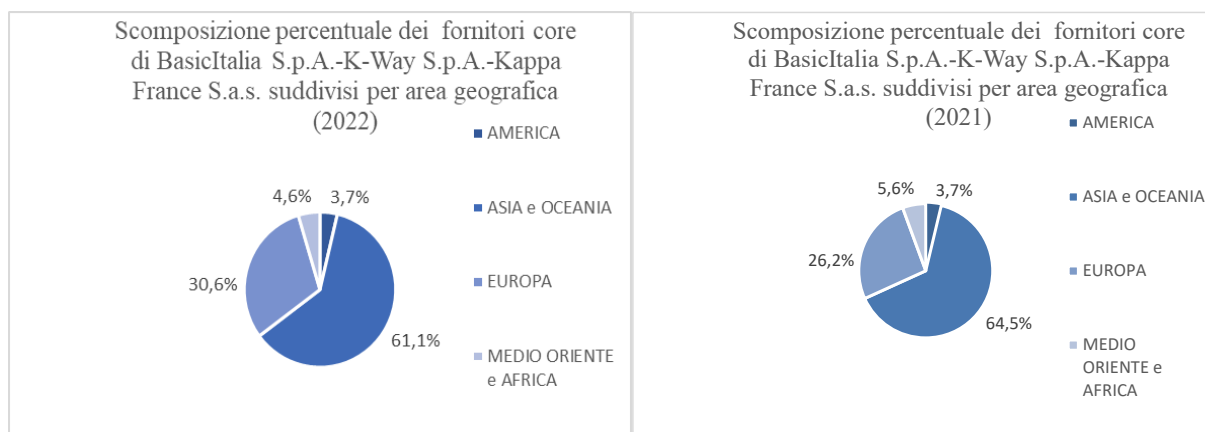 Scomposizione percentuale dei fornitori core
di BasicItalia S.p.A.-K-Way S.p.A.-Kappa
France S.a.s. suddivisi per area geografica
(2022)
AMERICA
4,6%
3,7%
ASIA e OCEANIA
30,6%
EUROPA
61,1%
MEDIO ORIENTE
e AFRICA
Scomposizione percentuale dei fornitori core
di BasicItalia S.p.A.-K-Way S.p.A.-Kappa
France S.a.s. suddivisi per area geografica
(2021)
AMERICA
5,6%
3,7%
ASIA e OCEANIA
26,2%
EUROPA
64,5%
MEDIO
ORIENTE e
AFRICA